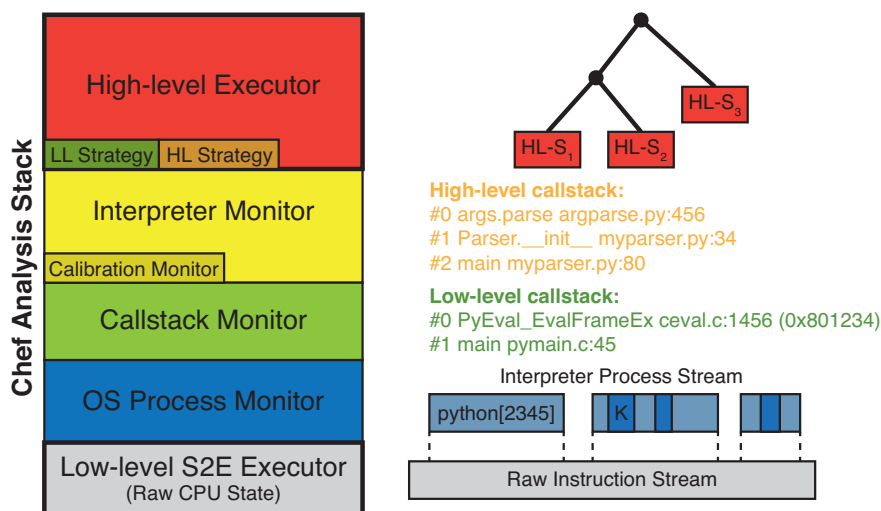 Chef Analysis Stack
High-level Executor
LL Strategy
HL Strategy
Interpreter Monitor
Calibration Monitor
Callstack Monitor
OS Process Monitor
Low-level S2E Executor
(Raw CPU State)
HL-S₁
HL-S₂
HL-S₃
High-level callstack:
#0 args.parse argparse.py:456
#1 Parser.__init__ myparser.py:34
#2 main myparser.py:80
Low-level callstack:
#0 PyEval_EvalFrameEx ceval.c:1456 (0x801234)
#1 main pymain.c:45
Interpreter Process Stream
python[2345]
K
Raw Instruction Stream